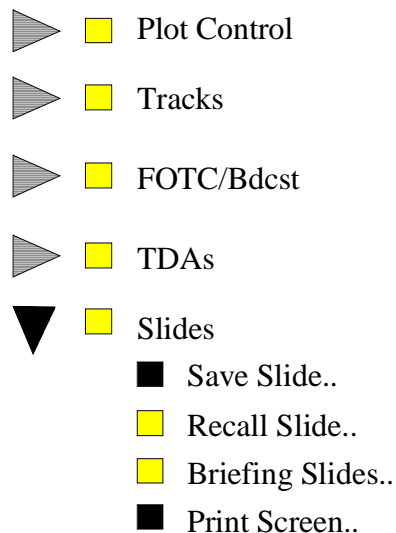 Plot Control
Tracks
FOTC/Bdcst
TDAs
Slides
Save Slide..
Recall Slide..
Briefing Slides..
Print Screen..